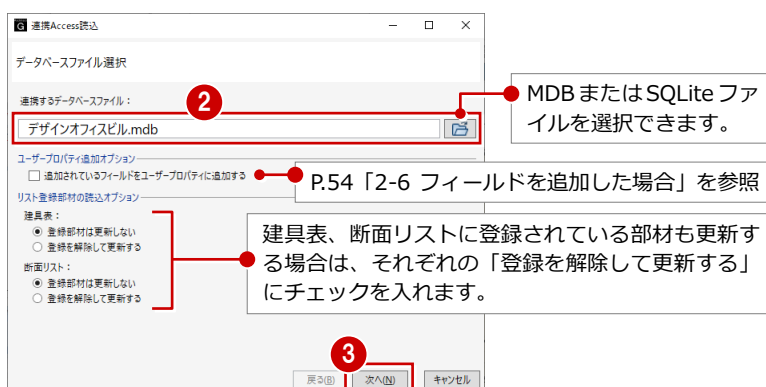 G 連携Access読込
データベースファイル選択
連携するデータベースファイル：
2
デザインオフィスビル.mdb
MDBまたはSQLiteファ
イルを選択できます。
ユーザープロパティ追加オプション
追加されているフィールドをユーザープロパティに追加する
P.54「2-6 フィールドを追加した場合」を参照
リスト登録部材の読込オプション
建具表：
登録部材は更新しない
登録を解除して更新する
断面リスト：
登録部材は更新しない
登録を解除して更新する
建具表、断面リストに登録されている部材も更新す
る場合は、それぞれの「登録を解除して更新する」
にチェックを入れます。
3
戻る(B) 次へ(N) キャンセル